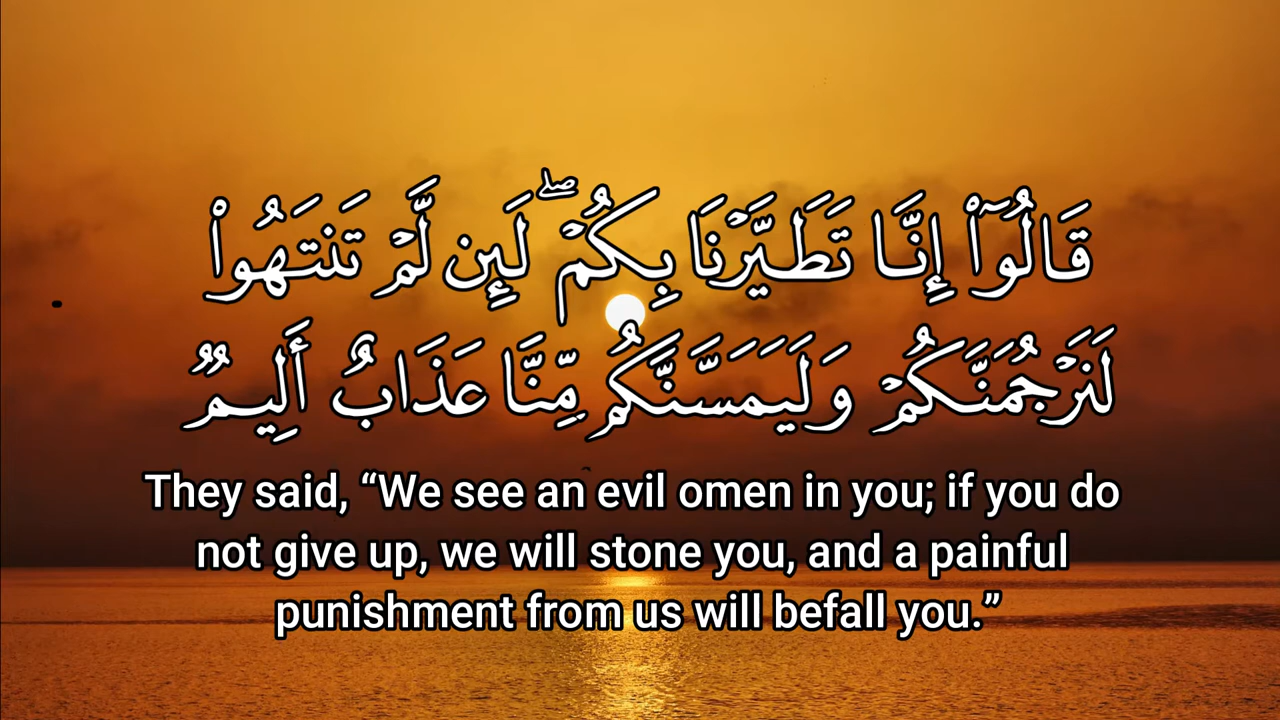 قَالُوٓا۟ إِنَّا تَطَيَّرْنَا بِكُمْ ۖ لَئِن لَّمْ تَنتَهُوا۟
لَنَرْجُمَنَّكُمْ وَلَيَمَسَّنَّكُم مِّنَّا عَذَابٌ أَلِيمٌ
They said, “We see an evil omen in you; if you do
not give up, we will stone you, and a painful
punishment from us will befall you.”